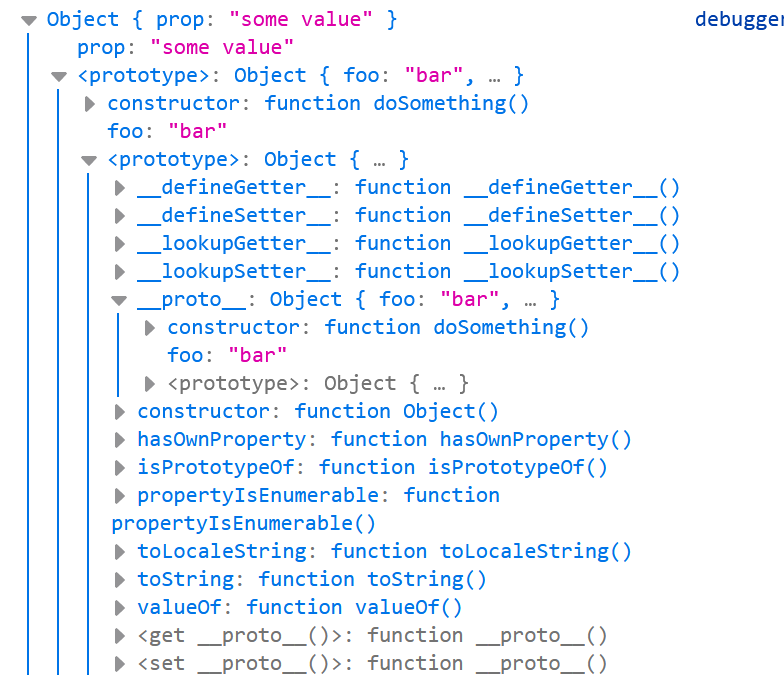 Object { prop: "some value" } debugger
prop: "some value"
<prototype>: Object { foo: "bar", … }
constructor: function doSomething()
foo: "bar"
<prototype>: Object { … }
__defineGetter__: function __defineGetter__()
__defineSetter__: function __defineSetter__()
__lookupGetter__: function __lookupGetter__()
__lookupSetter__: function __lookupSetter__()
__proto__: Object { foo: "bar", … }
constructor: function doSomething()
foo: "bar"
<prototype>: Object { … }
constructor: function Object()
hasOwnProperty: function hasOwnProperty()
isPrototypeOf: function isPrototypeOf()
propertyIsEnumerable: function
propertyIsEnumerable()
toLocaleString: function toLocaleString()
toString: function toString()
valueOf: function valueOf()
<get __proto__()>: function __proto__()
<set __proto__()>: function __proto__()